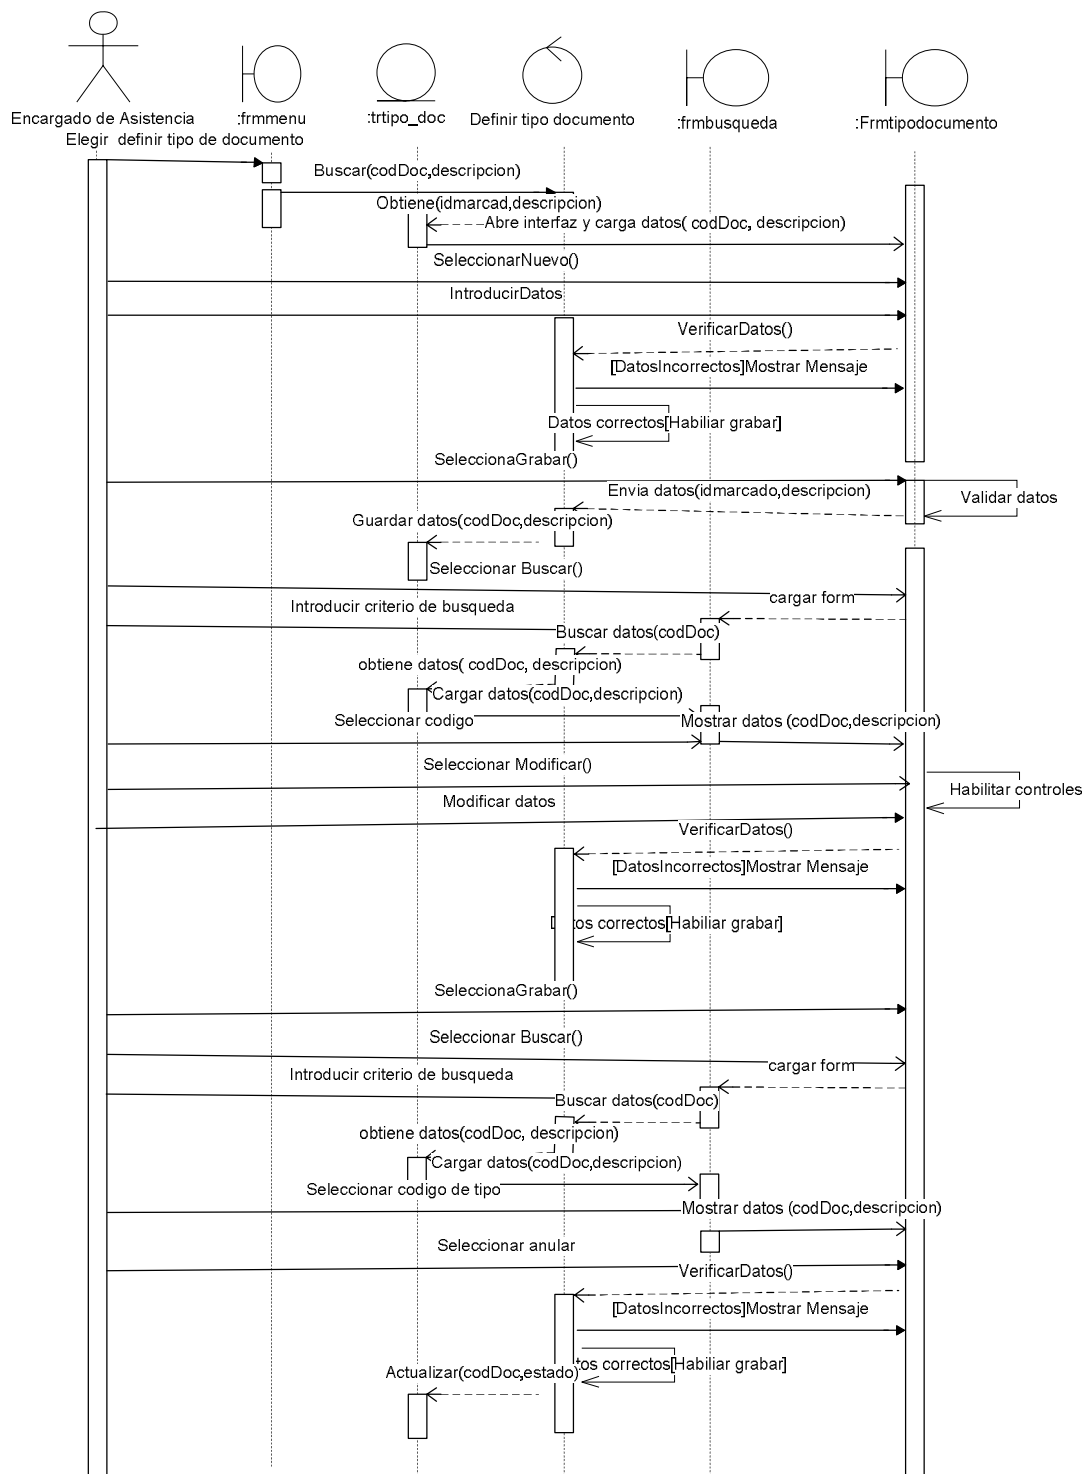 Encargado de Asistencia
:frmmenu
:trtipo_doc
Definir tipo documento
:frmbusqueda
:Frmtipodocumento
Elegir definir tipo de documento
Buscar(codDoc,descripcion)
Obtiene(idmarcad,descripcion)
Abre interfaz y carga datos( codDoc, descripcion)
SeleccionarNuevo()
IntroducirDatos
VerificarDatos()
[DatosIncorrectos]Mostrar Mensaje
Datos correctos[Habiliar grabar]
SeleccionaGrabar()
Envia datos(idmarcado,descripcion)
Validar datos
Guardar datos(codDoc,descripcion)
Seleccionar Buscar()
cargar form
Introducir criterio de busqueda
Buscar datos(codDoc)
obtiene datos( codDoc, descripcion)
Cargar datos(codDoc,descripcion)
Seleccionar codigo
Mostrar datos (codDoc,descripcion)
Seleccionar Modificar()
Habilitar controles
Modificar datos
VerificarDatos()
[DatosIncorrectos]Mostrar Mensaje
correctos[Habiliar grabar]
SeleccionaGrabar()
Seleccionar Buscar()
cargar form
Introducir criterio de busqueda
Buscar datos(codDoc)
obtiene datos(codDoc, descripcion)
Cargar datos(codDoc,descripcion)
Seleccionar codigo de tipo
Mostrar datos (codDoc,descripcion)
Seleccionar anular
VerificarDatos()
[DatosIncorrectos]Mostrar Mensaje
correctos[Habiliar grabar]
Actualizar(codDoc,estado)